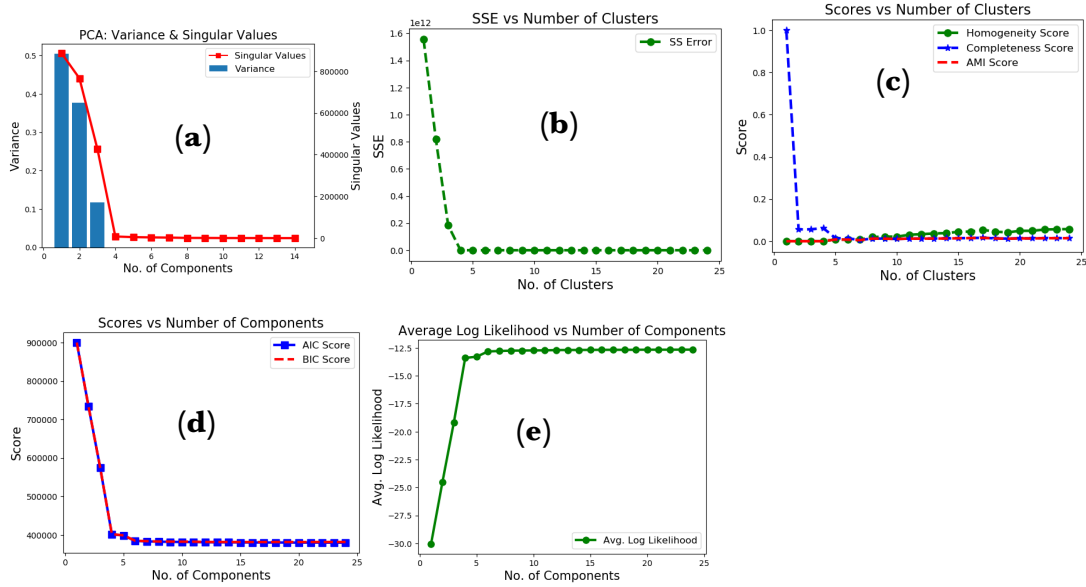 PCA: Variance & Singular Values
Singular Values
Variance
0.5
0.4
0.3
0.2
0.1
0.0
Variance
800000
600000
400000
200000
0
Singular Values
0 2 4 6 8 10 12 14
No. of Components
(a)
SSE vs Number of Clusters
1e12
SS Error
1.6
1.4
1.2
1.0
0.8
0.6
0.4
0.2
0.0
SSE
0 5 10 15 20 25
No. of Clusters
(b)
Scores vs Number of Clusters
Homogeneity Score
Completeness Score
AMI Score
1.0
0.8
0.6
0.4
0.2
0.0
Score
0 5 10 15 20 25
No. of Clusters
(c)
Scores vs Number of Components
AIC Score
BIC Score
900000
800000
700000
600000
500000
400000
Score
0 5 10 15 20 25
No. of Components
(d)
Average Log Likelihood vs Number of Components
−12.5
−15.0
−17.5
−20.0
−22.5
−25.0
−27.5
−30.0
Avg. Log Likelihood
Avg. Log Likelihood
0 5 10 15 20 25
No. of Components
(e)